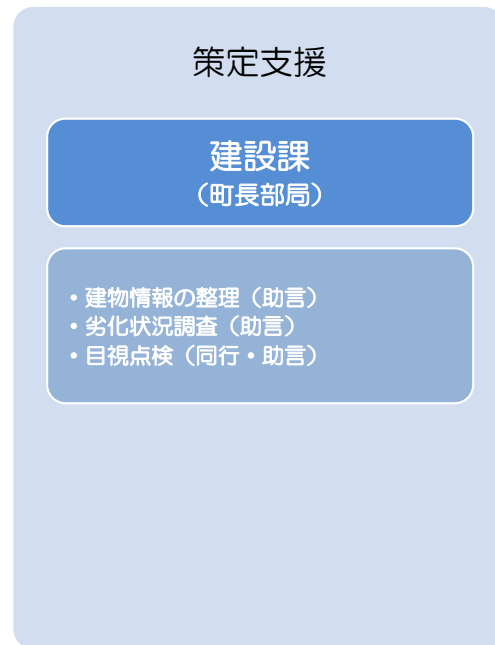 策定支援
建設課
（町長部局）
・建物情報の整理（助言）
・劣化状況調査（助言）
・目視点検（同行・助言）